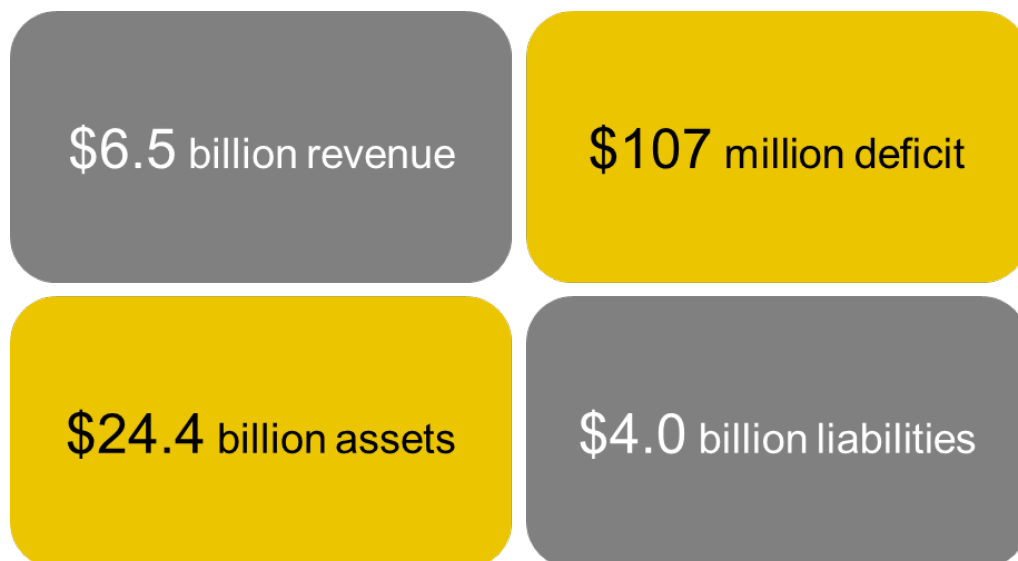 $6.5 billion revenue
$107 million deficit
$24.4 billion assets
$4.0 billion liabilities